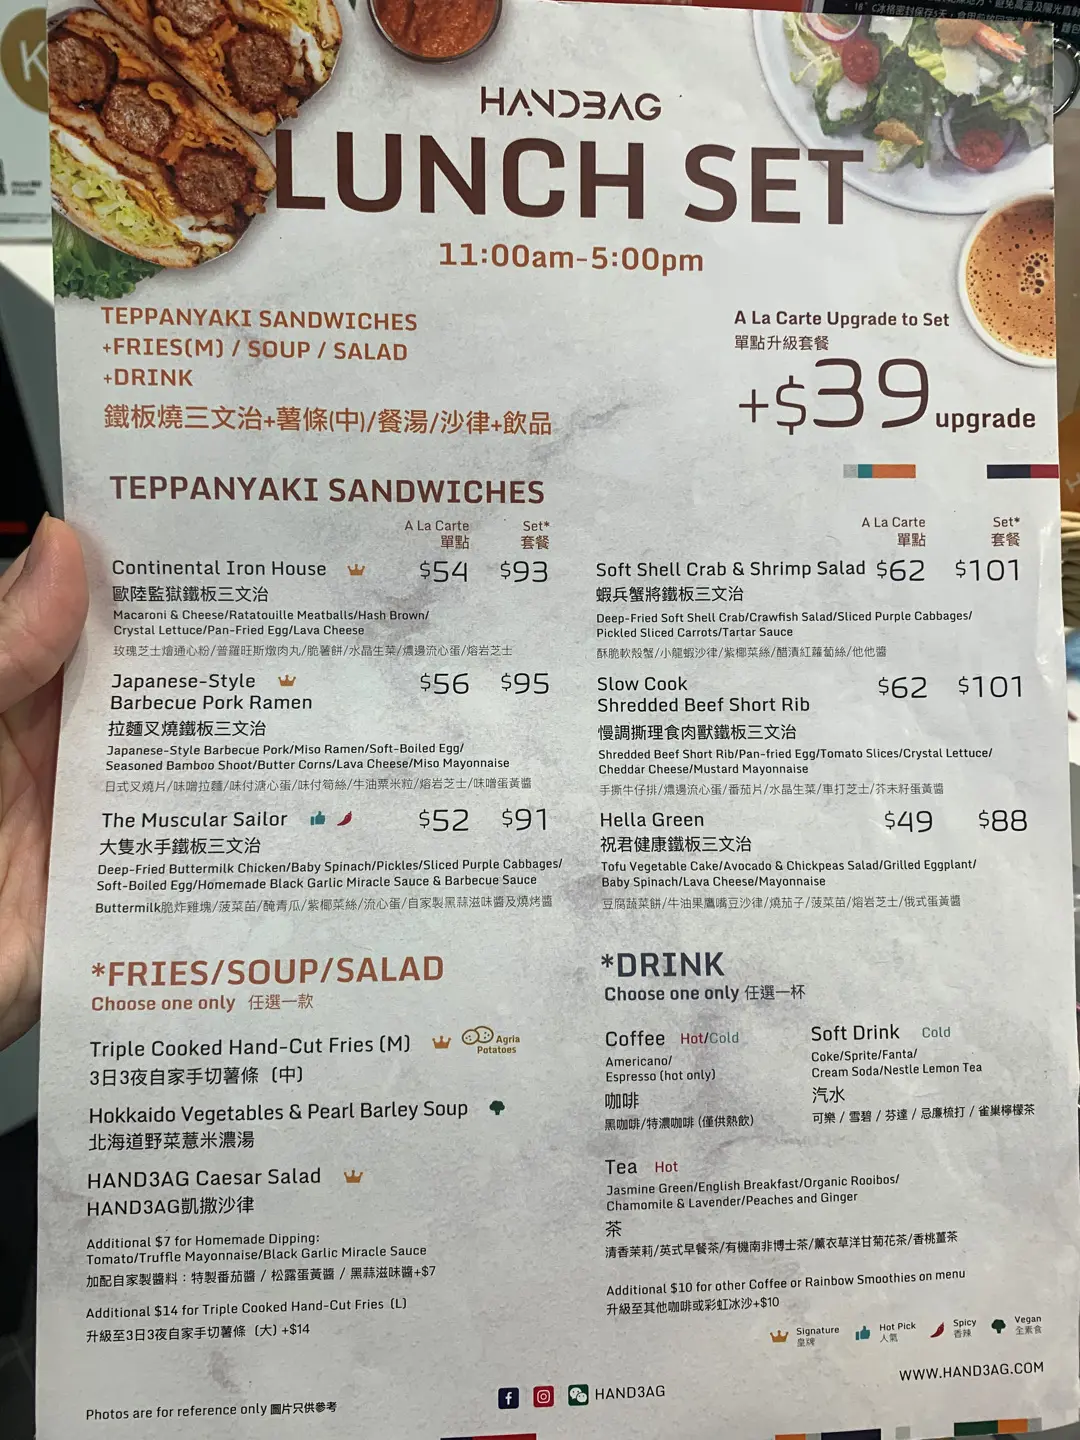 HAND3AG
LUNCH SET
11:00am-5:00pm
TEPPANYAKI SANDWICHES
+FRIES(M) / SOUP / SALAD
+DRINK
鐵板燒三文治+薯條(中)/餐湯/沙律+飲品
A La Carte Upgrade to Set
單點升級套餐
+$39 upgrade
TEPPANYAKI SANDWICHES
A La Carte Set*
單點 套餐
Continental Iron House $54 $93
歐陸監獄鐵板三文治
Macaroni & Cheese/Ratatouille Meatballs/Hash Brown/
Crystal Lettuce/Pan-Fried Egg/Lava Cheese
玫瑰芝士燴通心粉/普羅旺斯燉肉丸/脆薯餅/水晶生菜/燶邊流心蛋/熔岩芝士
Japanese-Style $56 $95
Barbecue Pork Ramen
拉麵叉燒鐵板三文治
Japanese-Style Barbecue Pork/Miso Ramen/Soft-Boiled Egg/
Seasoned Bamboo Shoot/Butter Corns/Lava Cheese/Miso Mayonnaise
日式叉燒片/味噌拉麵/味付溏心蛋/味付筍絲/牛油粟米粒/熔岩芝士/味噌蛋黃醬
The Muscular Sailor $52 $91
大隻水手鐵板三文治
Deep-Fried Buttermilk Chicken/Baby Spinach/Pickles/Sliced Purple Cabbages/
Soft-Boiled Egg/Homemade Black Garlic Miracle Sauce & Barbecue Sauce
Buttermilk脆炸雞塊/菠菜苗/醃青瓜/紫椰菜絲/流心蛋/自家製黑蒜滋味醬及燒烤醬
A La Carte Set*
單點 套餐
Soft Shell Crab & Shrimp Salad $62 $101
蝦兵蟹將鐵板三文治
Deep-Fried Soft Shell Crab/Crawfish Salad/Sliced Purple Cabbages/
Pickled Sliced Carrots/Tartar Sauce
酥脆軟殼蟹/小龍蝦沙律/紫椰菜絲/醋漬紅蘿蔔絲/他他醬
Slow Cook $62 $101
Shredded Beef Short Rib
慢調撕理食肉獸鐵板三文治
Shredded Beef Short Rib/Pan-fried Egg/Tomato Slices/Crystal Lettuce/
Cheddar Cheese/Mustard Mayonnaise
手撕牛仔排/燶邊流心蛋/番茄片/水晶生菜/車打芝士/芥末籽蛋黃醬
Hella Green $49 $88
祝君健康鐵板三文治
Tofu Vegetable Cake/Avocado & Chickpeas Salad/Grilled Eggplant/
Baby Spinach/Lava Cheese/Mayonnaise
豆腐蔬菜餅/牛油果鷹嘴豆沙律/燒茄子/菠菜苗/熔岩芝士/俄式蛋黃醬
*FRIES/SOUP/SALAD
Choose one only 任選一款
Triple Cooked Hand-Cut Fries (M) Agria
Potatoes
3日3夜自家手切薯條 (中)
Hokkaido Vegetables & Pearl Barley Soup
北海道野菜薏米濃湯
HAND3AG Caesar Salad
HAND3AG凱撒沙律
Additional $7 for Homemade Dipping:
Tomato/Truffle Mayonnaise/Black Garlic Miracle Sauce
加配自家製醬料：特製番茄醬 / 松露蛋黃醬 / 黑蒜滋味醬+$7
Additional $14 for Triple Cooked Hand-Cut Fries (L)
升級至3日3夜自家手切薯條 (大) +$14
*DRINK
Choose one only 任選一杯
Coffee Hot/Cold
Americano/
Espresso (hot only)
咖啡
黑咖啡/特濃咖啡 (僅供熱飲)
Soft Drink Cold
Coke/Sprite/Fanta/
Cream Soda/Nestle Lemon Tea
汽水
可樂 / 雪碧 / 芬達 / 忌廉梳打 / 雀巢檸檬茶
Tea Hot
Jasmine Green/English Breakfast/Organic Rooibos/
Chamomile & Lavender/Peaches and Ginger
茶
清香茉莉/英式早餐茶/有機南非博士茶/薰衣草洋甘菊花茶/香桃薑茶
Additional $10 for other Coffee or Rainbow Smoothies on menu
升級至其他咖啡或彩虹冰沙+$10
Signature
皇牌
Hot Pick
人氣
Spicy
香辣
Vegan
全素食
WWW.HAND3AG.COM
HAND3AG
Photos are for reference only 圖片只供參考